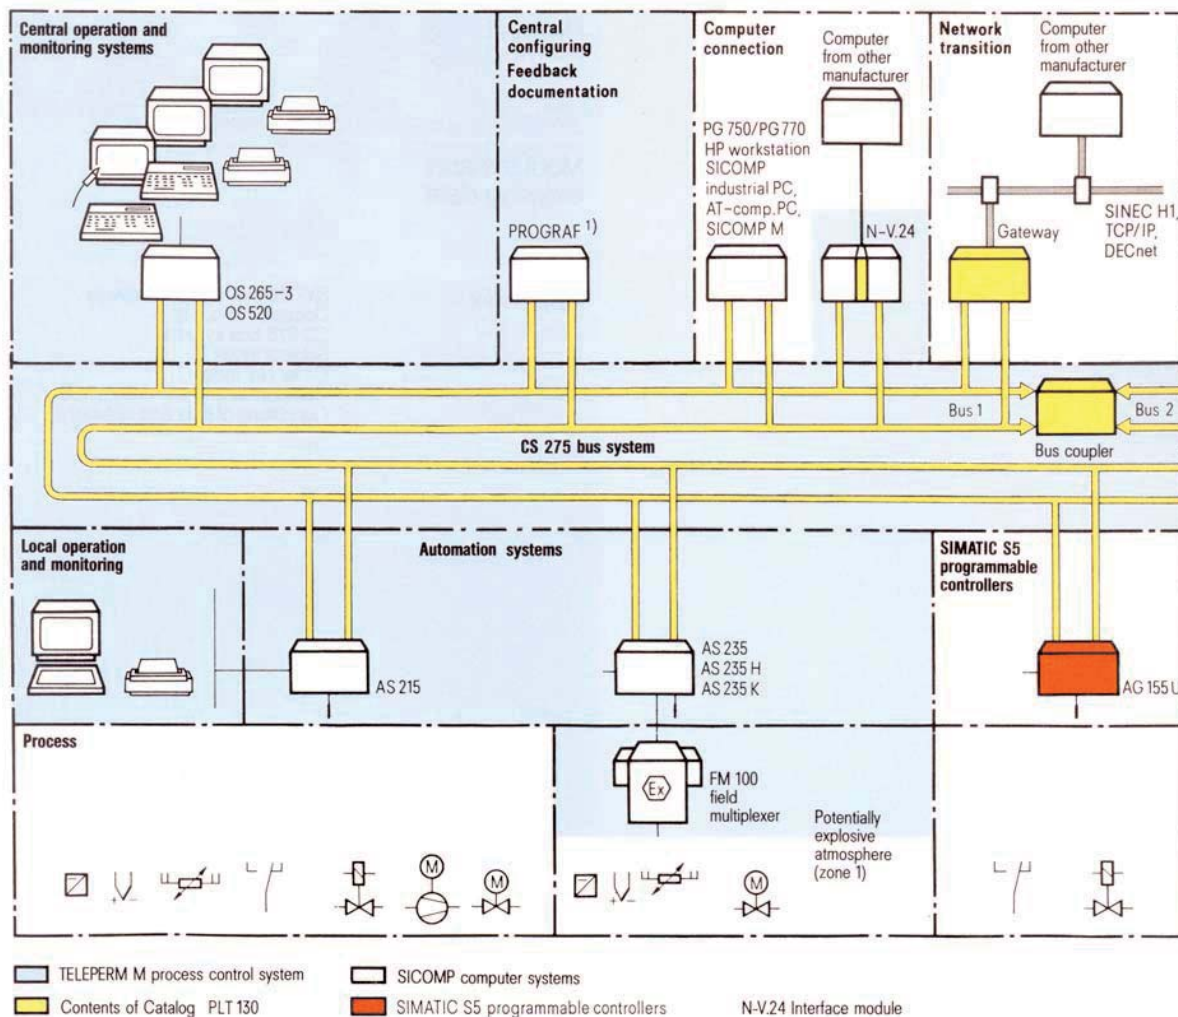 Central operation and
monitoring systems
OS 265-3
OS 520
Central
configuring
Feedback
documentation
PROGRAF 1)
Computer
connection
Computer
from other
manufacturer
PG 750/PG 770
HP workstation
SICOMP
industrial PC,
AT-comp. PC,
SICOMP M
N-V.24
Network
transition
Computer
from other
manufacturer
Gateway
SINEC H1,
TCP/IP,
DECnet
Bus 1
Bus 2
CS 275 bus system
Bus coupler
Local operation
and monitoring
Automation systems
SIMATIC S5
programmable
controllers
AS 215
AS 235
AS 235 H
AS 235 K
AG 155 U
Process
Ex
FM 100
field
multiplexer
Potentially
explosive
atmosphere
(zone 1)
M
M
M
TELEPERM M process control system
SICOMP computer systems
Contents of Catalog PLT 130
SIMATIC S5 programmable controllers
N-V.24 Interface module